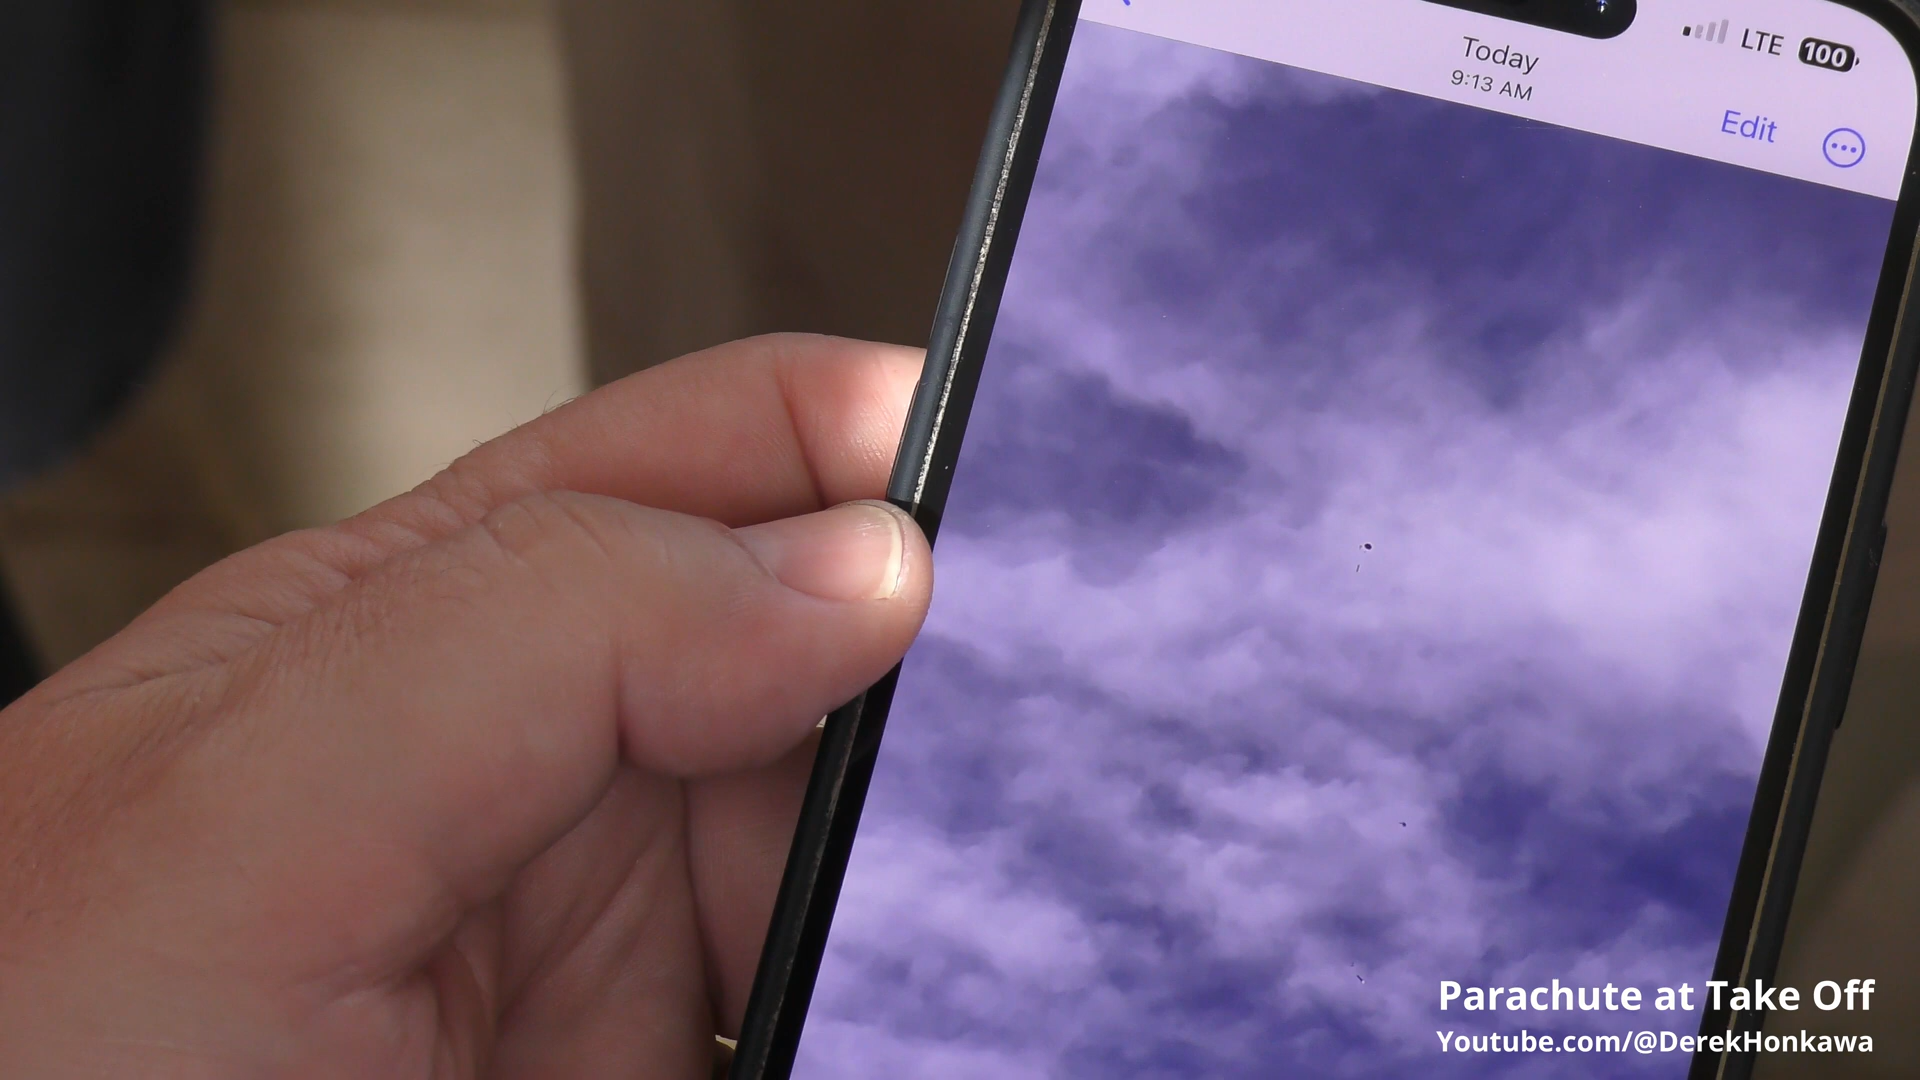 Today
9:13 AM
LTE
100
Edit
Parachute at Take Off
Youtube.com/@DerekHonkawa